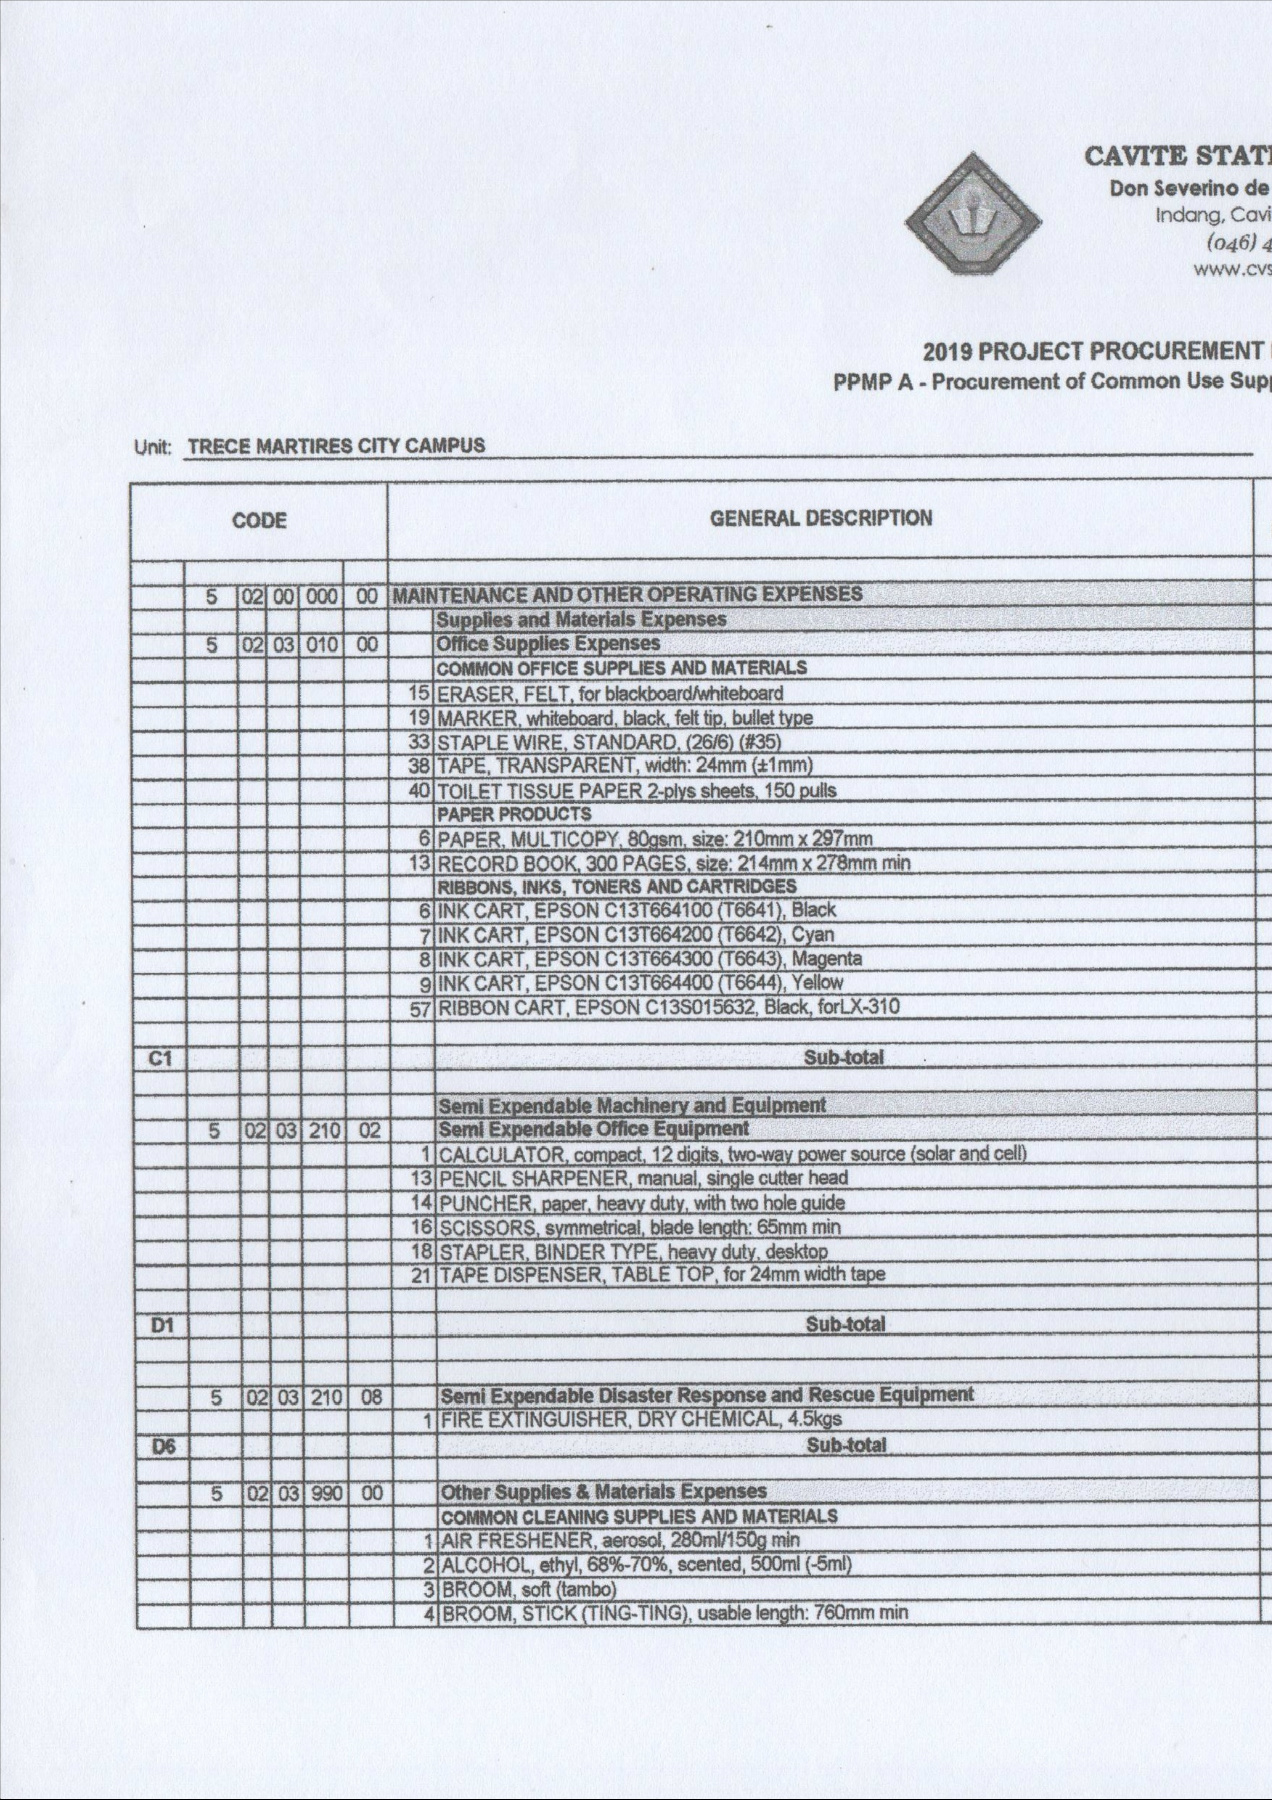 CAVITE STATE
Don Severino de
Indang, Cavi
(046) 4
www.cvs
2019 PROJECT PROCUREMENT
PPMP A - Procurement of Common Use Supp
Unit: TRECE MARTIRES CITY CAMPUS
CODE GENERAL DESCRIPTION
5 02 00 000 00 MAINTENANCE AND OTHER OPERATING EXPENSES
Supplies and Materials Expenses
5 02 03 010 00 Office Supplies Expenses
COMMON OFFICE SUPPLIES AND MATERIALS
15 ERASER, FELT, for blackboard/whiteboard
19 MARKER, whiteboard, black, felt tip, bullet type
33 STAPLE WIRE, STANDARD, (26/6) (#35)
38 TAPE, TRANSPARENT, width: 24mm (±1mm)
40 TOILET TISSUE PAPER 2-plys sheets, 150 pulls
PAPER PRODUCTS
6 PAPER, MULTICOPY, 80gsm, size: 210mm x 297mm
13 RECORD BOOK, 300 PAGES, size: 214mm x 278mm min
RIBBONS, INKS, TONERS AND CARTRIDGES
6 INK CART, EPSON C13T664100 (T6641), Black
7 INK CART, EPSON C13T664200 (T6642), Cyan
8 INK CART, EPSON C13T664300 (T6643), Magenta
9 INK CART, EPSON C13T664400 (T6644), Yellow
57 RIBBON CART, EPSON C13S015632, Black, forLX-310
C1 Sub-total
Semi Expendable Machinery and Equipment
5 02 03 210 02 Semi Expendable Office Equipment
1 CALCULATOR, compact, 12 digits, two-way power source (solar and cell)
13 PENCIL SHARPENER, manual, single cutter head
14 PUNCHER, paper, heavy duty, with two hole guide
16 SCISSORS, symmetrical, blade length: 65mm min
18 STAPLER, BINDER TYPE, heavy duty, desktop
21 TAPE DISPENSER, TABLE TOP, for 24mm width tape
D1 Sub-total
5 02 03 210 08 Semi Expendable Disaster Response and Rescue Equipment
1 FIRE EXTINGUISHER, DRY CHEMICAL, 4.5kgs
D6 Sub-total
5 02 03 990 00 Other Supplies & Materials Expenses
COMMON CLEANING SUPPLIES AND MATERIALS
1 AIR FRESHENER, aerosol, 280ml/150g min
2 ALCOHOL, ethyl, 68%-70%, scented, 500ml (-5ml)
3 BROOM, soft (tambo)
4 BROOM, STICK (TING-TING), usable length: 760mm min